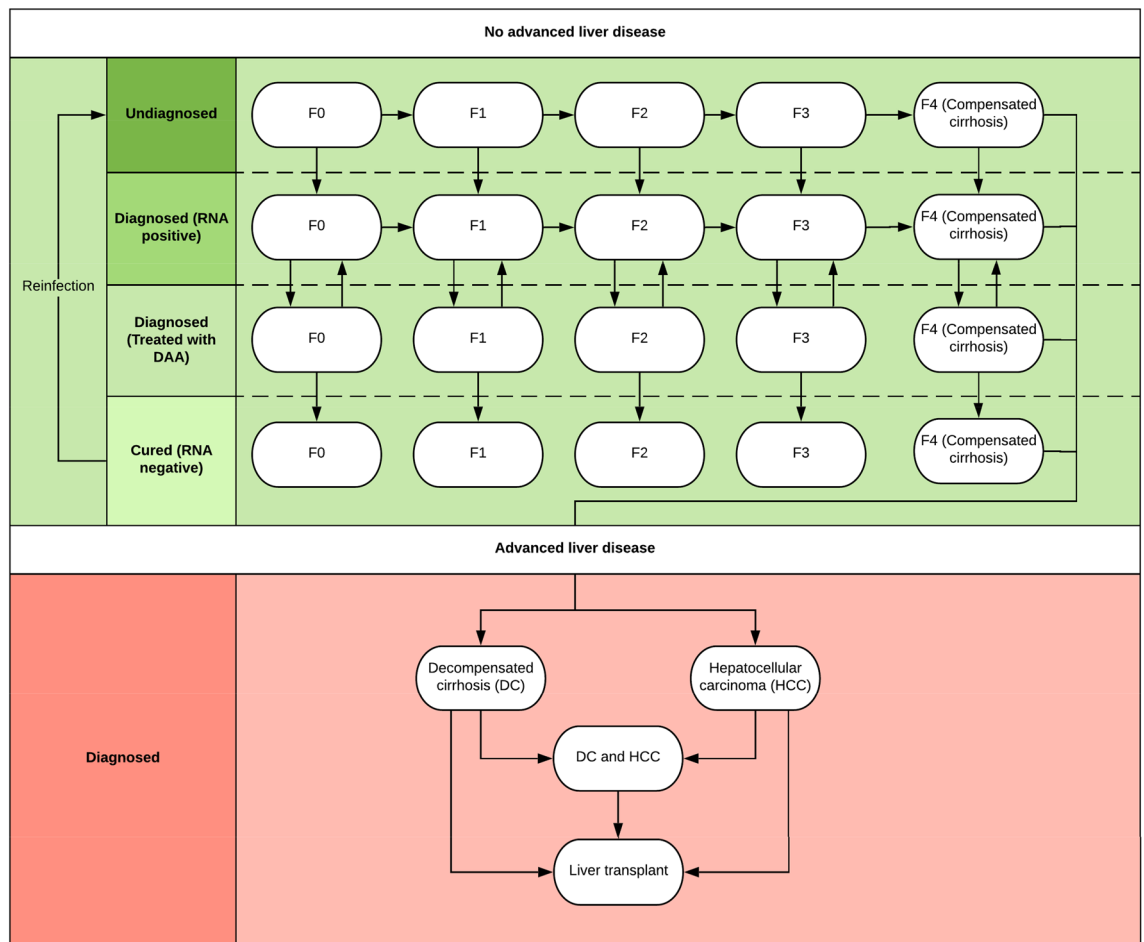 No advanced liver disease
Undiagnosed
F0
F1
F2
F3
F4 (Compensated
cirrhosis)
Diagnosed (RNA
positive)
F0
F1
F2
F3
F4 (Compensated
cirrhosis)
Reinfection
Diagnosed
(Treated with
DAA)
F0
F1
F2
F3
F4 (Compensated
cirrhosis)
Cured (RNA
negative)
F0
F1
F2
F3
F4 (Compensated
cirrhosis)
Advanced liver disease
Diagnosed
Decompensated
cirrhosis (DC)
Hepatocellular
carcinoma (HCC)
DC and HCC
Liver transplant